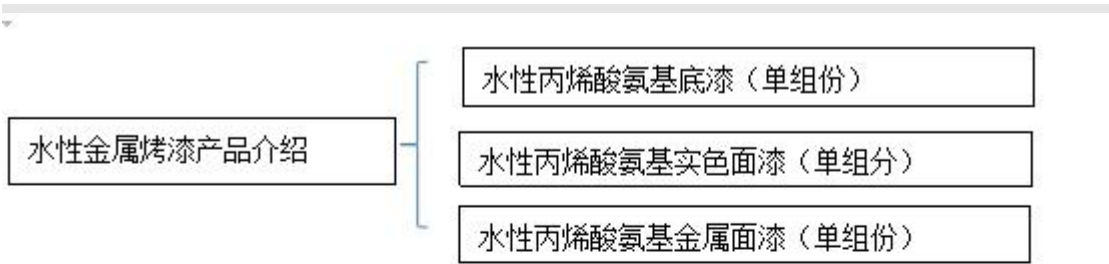 水性金属烤漆产品介绍
水性丙烯酸氨基底漆（单组份）
水性丙烯酸氨基实色面漆（单组分）
水性丙烯酸氨基金属面漆（单组份）